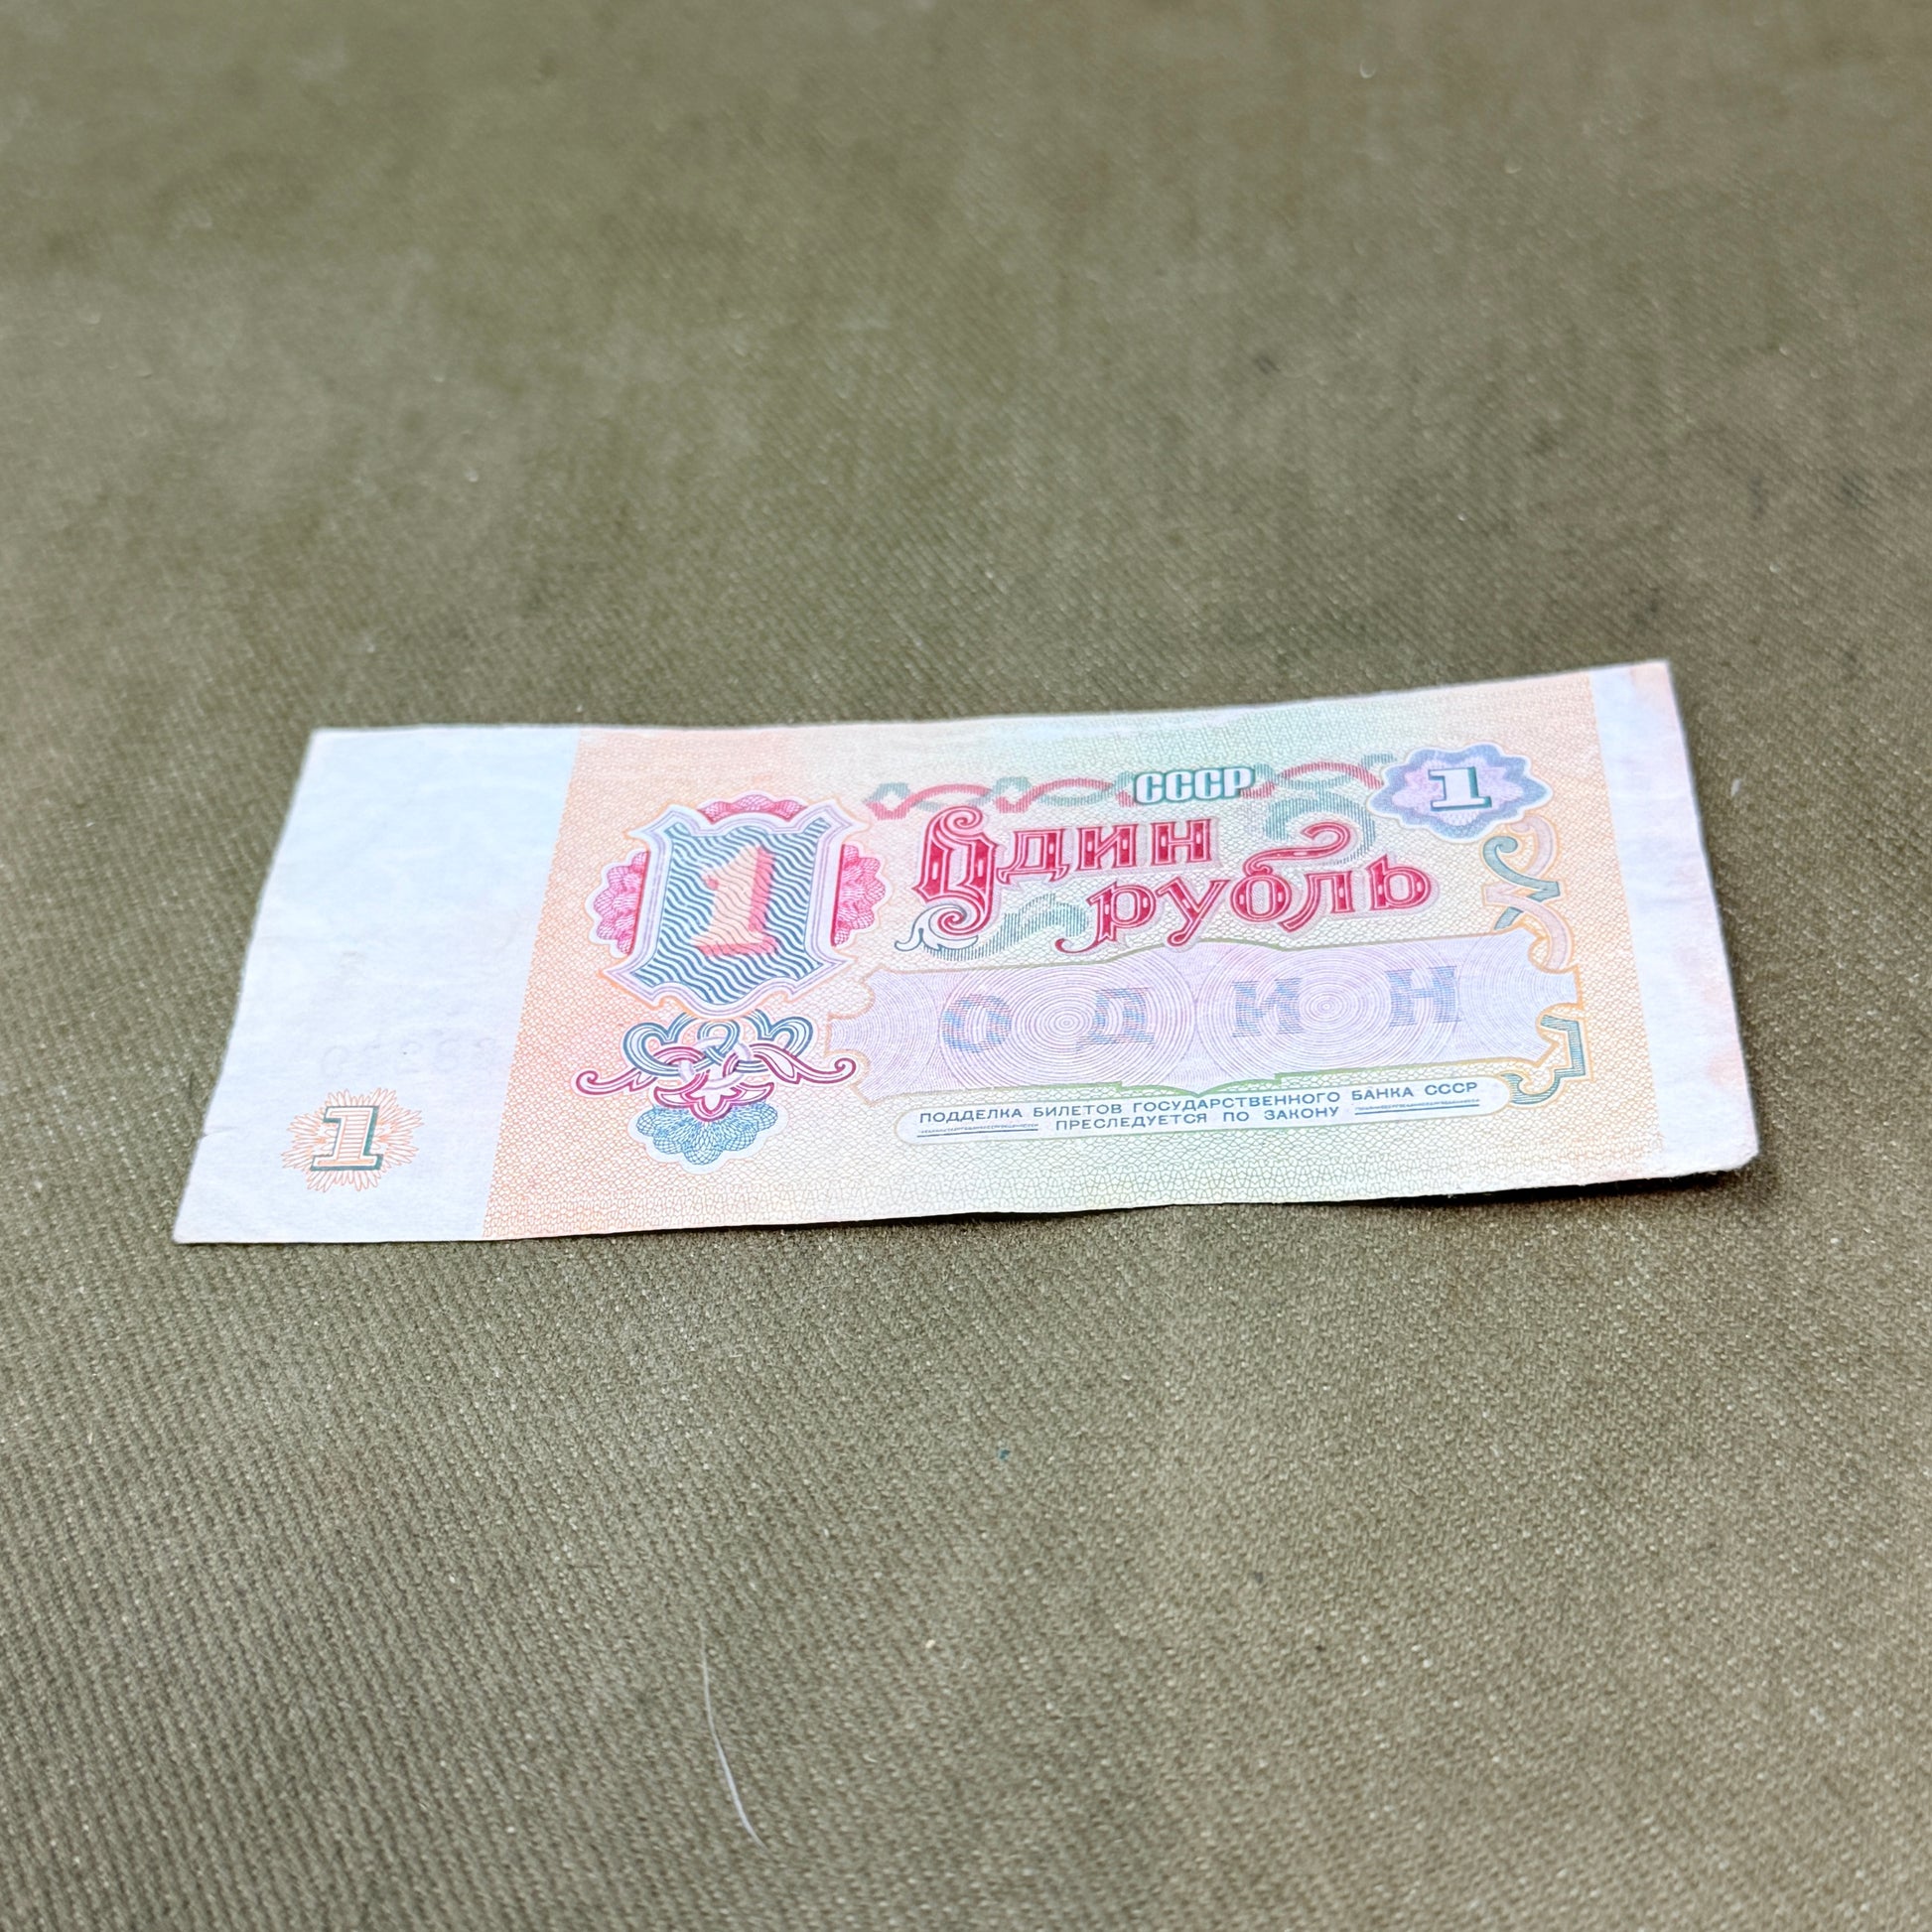 СССР
1
1
Один
рубль
ОДИН
1
ПОДДЕЛКА БИЛЕТОВ ГОСУДАРСТВЕННОГО БАНКА СССР
ПРЕСЛЕДУЕТСЯ ПО ЗАКОНУ